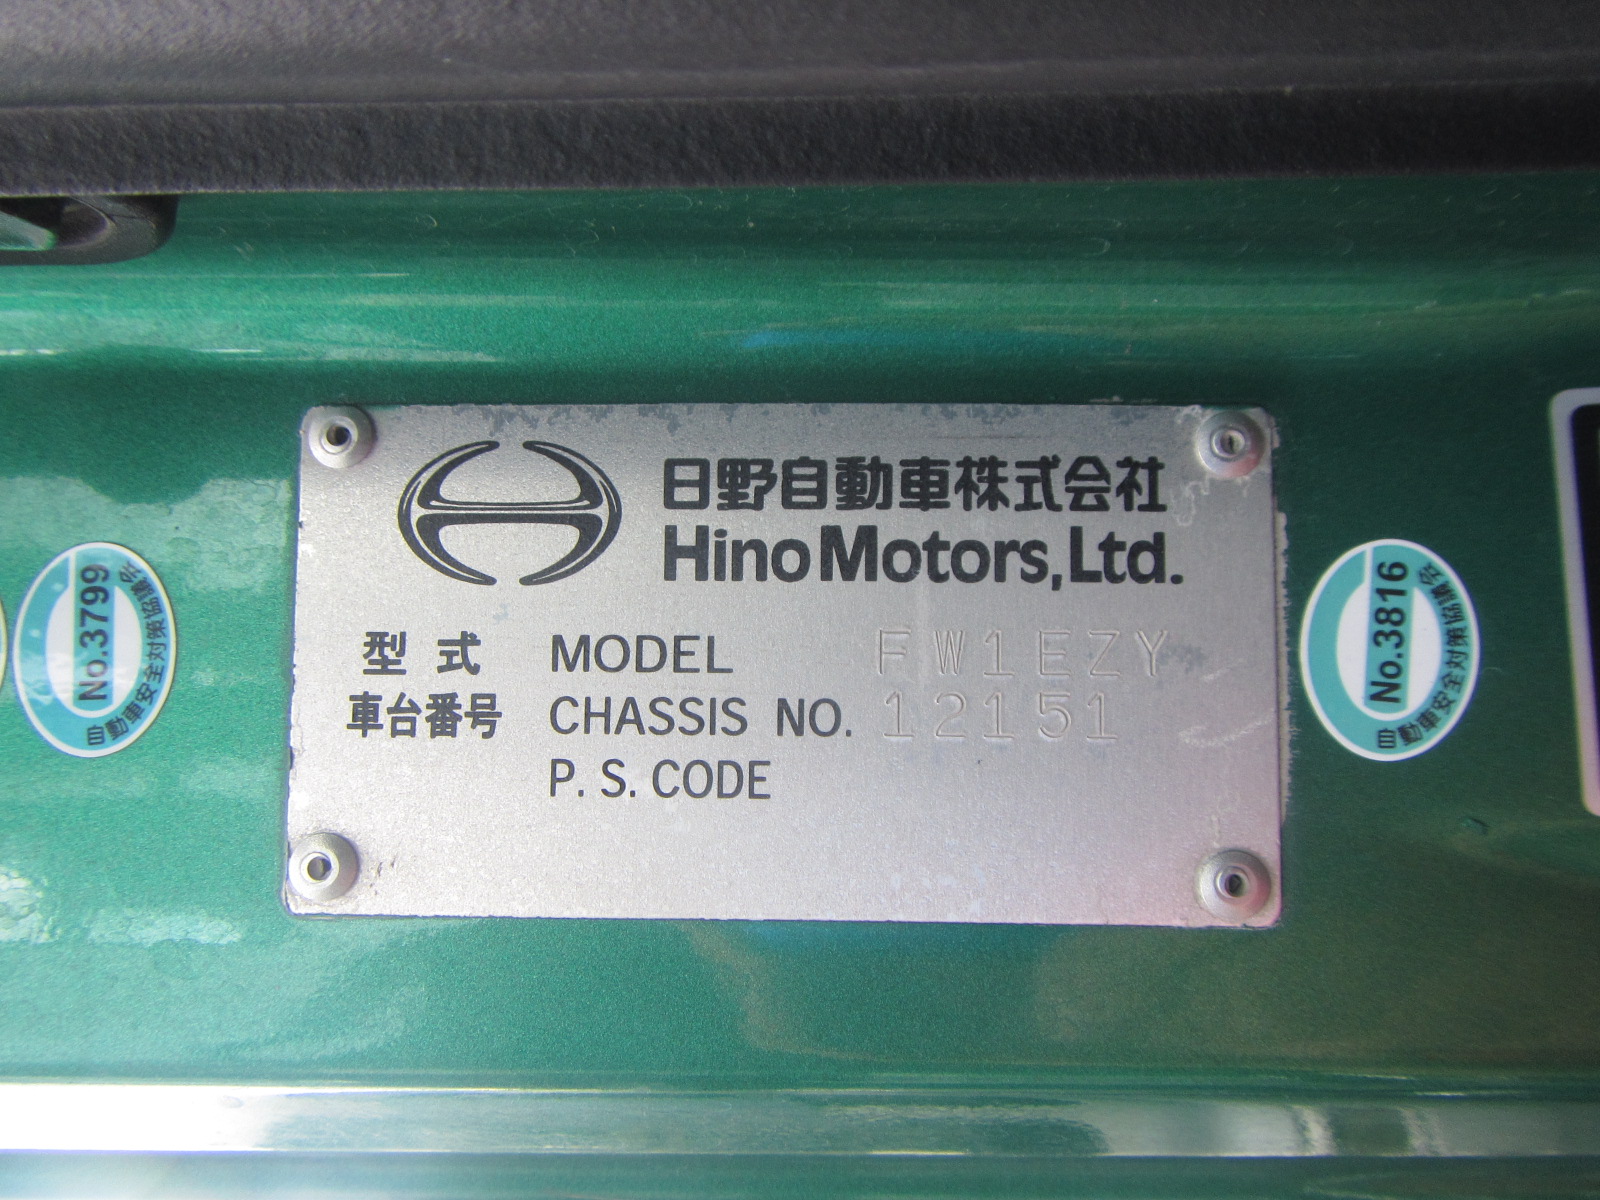 日野自動車株式会社
Hino Motors, Ltd.
型式 MODEL FW1EZY
車台番号 CHASSIS NO. 12151
P. S. CODE
No.3799
自動車安全対策協議会
No.3816
自動車安全対策協議会